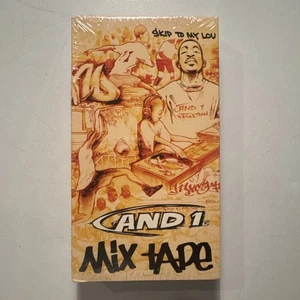 SKIP TO MY LOU
AND 1
AND 1
MIX TAPE